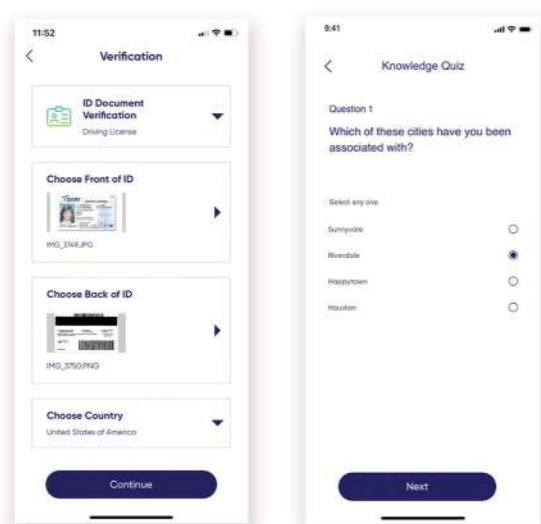 11:52
Verification
ID Document
Verification
Driving License
Choose Front of ID
Texas
Choose Back of ID
IMG_3750.PNG
Choose Country
United States of America
Continue
9:41
Knowledge Quiz
Question 1
Which of these cities have you been
associated with?
Select any one
Sunnyvale
Riverdale
Happytown
Houston
Next